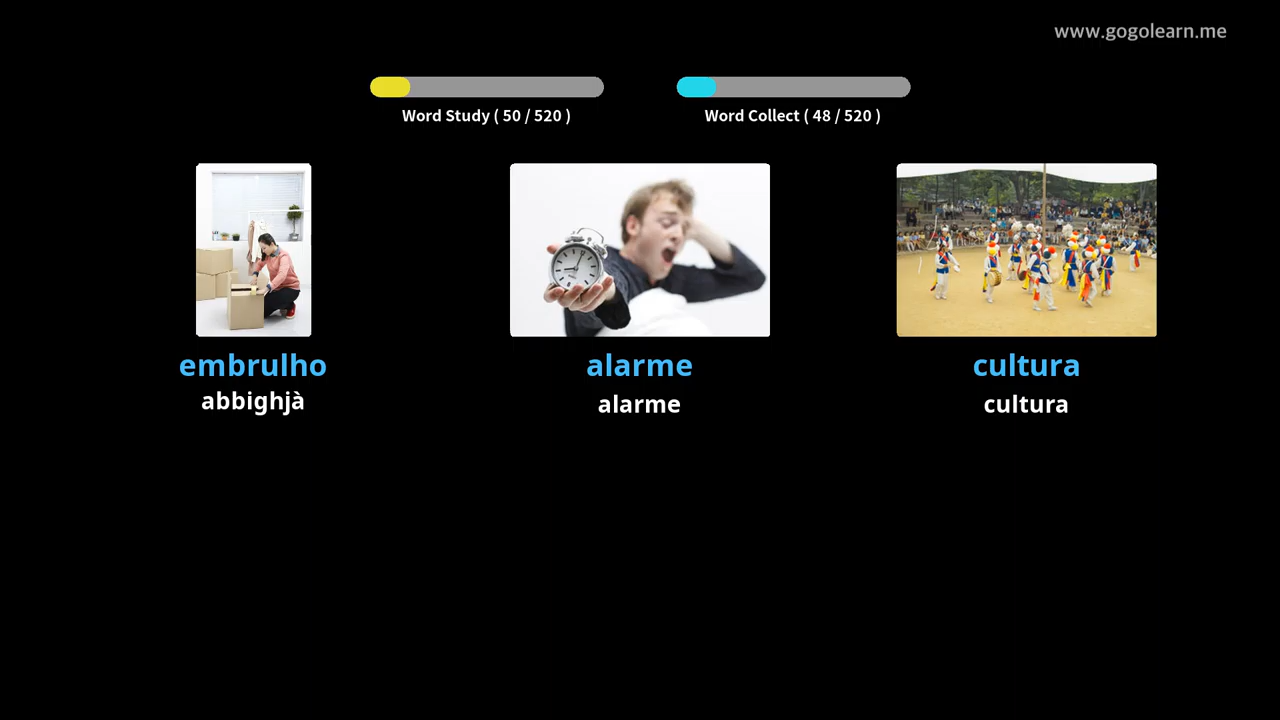 www.gogolearn.me
Word Study ( 50 / 520 )
Word Collect ( 48 / 520 )
embrulho
abbighjà
alarme
alarme
cultura
cultura